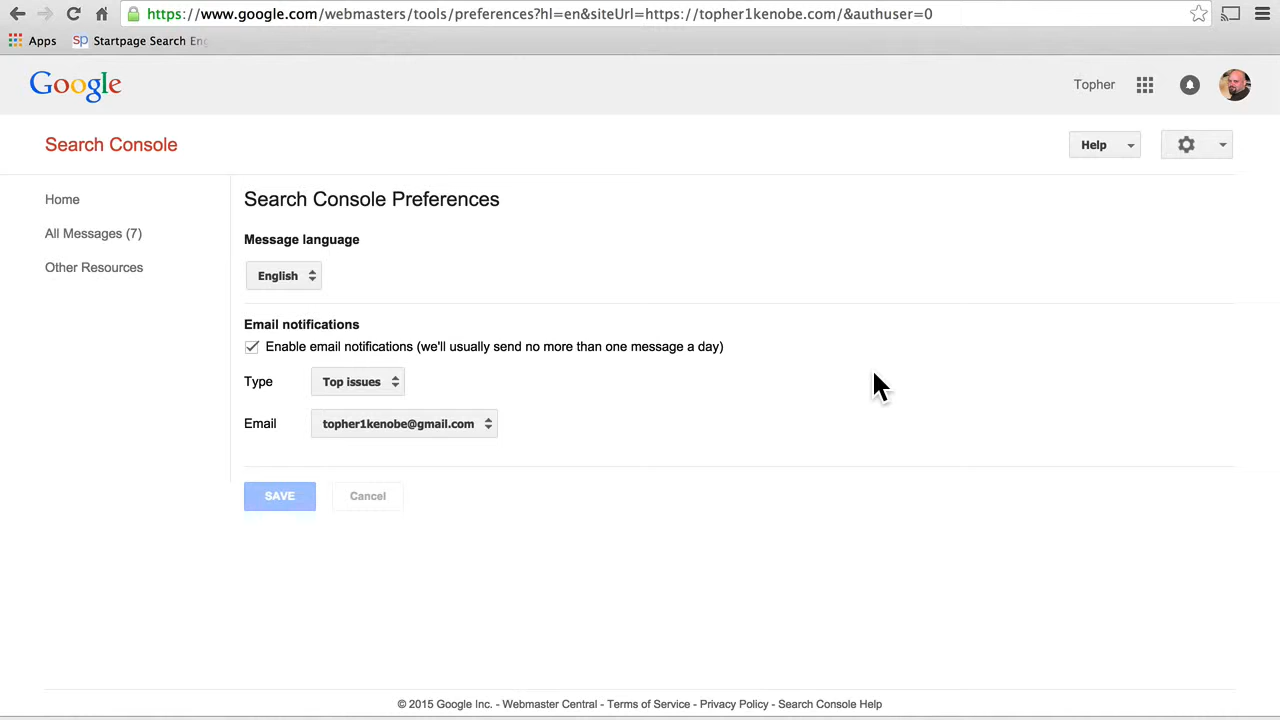 https://www.google.com/webmasters/tools/preferences?hl=en&siteUrl=https://topher1kenobe.com/&authuser=0
Apps SP Startpage Search Eng
Google Topher
Search Console Help
Home
All Messages (7)
Other Resources
Search Console Preferences
Message language
English
Email notifications
Enable email notifications (we'll usually send no more than one message a day)
Type Top issues
Email topher1kenobe@gmail.com
SAVE Cancel
© 2015 Google Inc. - Webmaster Central - Terms of Service - Privacy Policy - Search Console Help